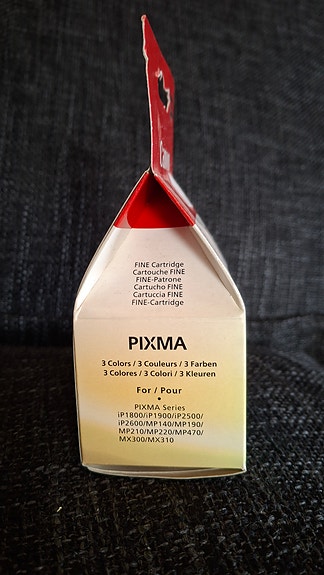 FINE Cartridge
Cartouche FINE
FINE-Patrone
Cartucho FINE
Cartuccia FINE
FINE-Cartridge
PIXMA
3 Colors / 3 Couleurs / 3 Farben
3 Colores / 3 Colori / 3 Kleuren
For / Pour
•
PIXMA Series
iP1800/iP1900/iP2500/
iP2600/MP140/MP190/
MP210/MP220/MP470/
MX300/MX310